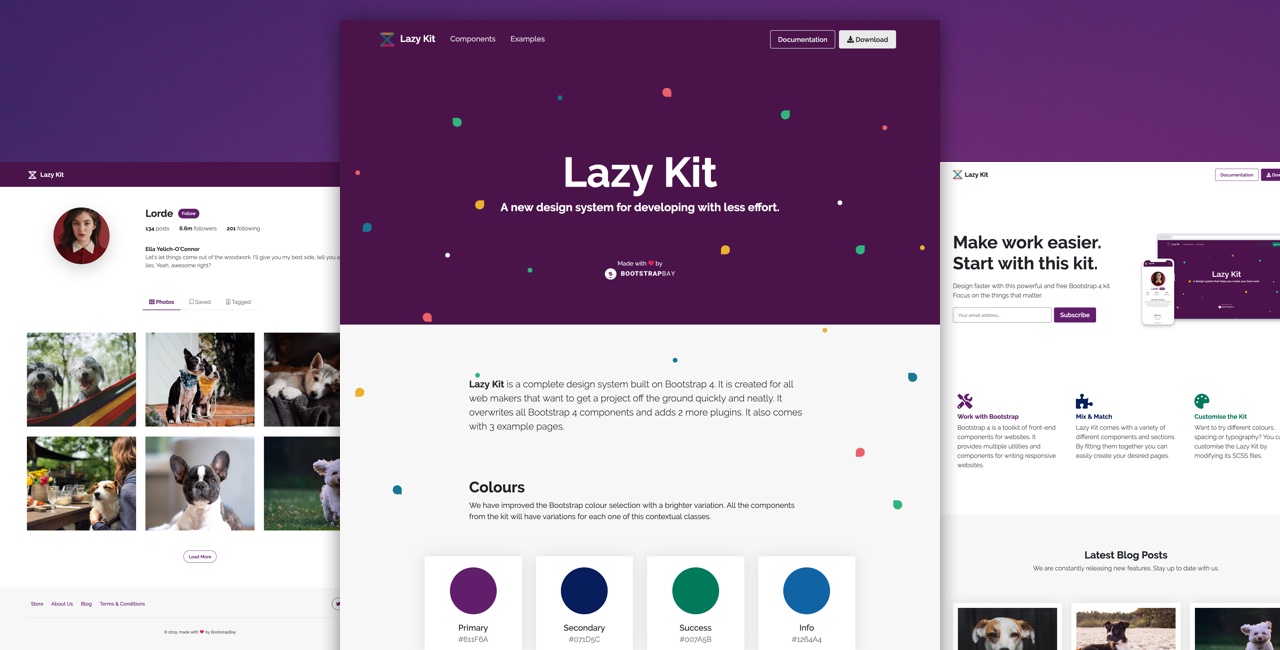 Lazy Kit
Components
Examples
Documentation
Download
Lazy Kit
A new design system for developing with less effort.
Made with by
BOOTSTRAPBAY
Lazy Kit is a complete design system built on Bootstrap 4. It is created for all
web makers that want to get a project off the ground quickly and neatly. It
overwrites all Bootstrap 4 components and adds 2 more plugins. It also comes
with 3 example pages.
Colours
We have improved the Bootstrap colour selection with a brighter variation. All the components
from the kit will have variations for each one of this contextual classes.
Primary
#611F6A
Secondary
#071D5C
Success
#007A5B
Info
#1264A4
Lazy Kit
Lorde
Follow
134 posts
6.6m followers
201 following
Ella Yelich-O'Connor
Let's let things come out of the woodwork. I'll give you my best side, tell you a
lies. Yeah, awesome right?
Photos
Saved
Tagged
Load More
Store
About Us
Blog
Terms & Conditions
© 2019, made with by BootstrapBay
Lazy Kit
Documentation
Make work easier.
Start with this kit.
Design faster with this powerful and free Bootstrap 4 kit.
Focus on the things that matter.
Your email address..
Subscribe
Lazy Kit
Work with Bootstrap
Bootstrap 4 is a toolkit of front-end
components for websites. It
provides multiple utilities and
components for writing responsive
websites.
Mix & Match
Lazy Kit comes with a variety of
different components and sections.
By fitting them together you can
easily create your desired pages.
Customise the Kit
Want to try different colours,
spacing or typography? You ca
customise the Lazy Kit by
modifying its SCSS files.
Latest Blog Posts
We are constantly releasing new features. Stay up to date with us.